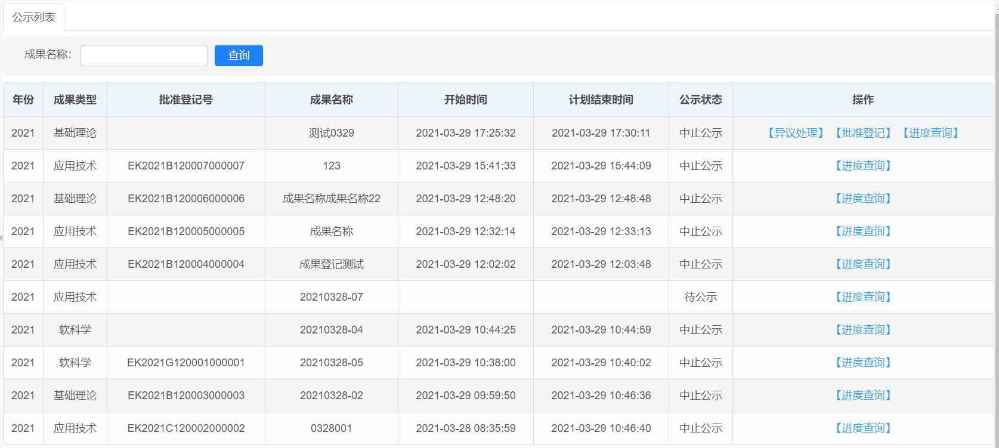 公示列表
成果名称: 查询
年份 成果类型 批准登记号 成果名称 开始时间 计划结束时间 公示状态 操作
2021 基础理论 测试0329 2021-03-29 17:25:32 2021-03-29 17:30:11 中止公示 【异议处理】 【批准登记】 【进度查询】
2021 应用技术 EK2021B120007000007 123 2021-03-29 15:41:33 2021-03-29 15:44:09 中止公示 【进度查询】
2021 基础理论 EK2021B120006000006 成果名称成果名称22 2021-03-29 12:48:20 2021-03-29 12:48:48 中止公示 【进度查询】
2021 应用技术 EK2021B120005000005 成果名称 2021-03-29 12:32:14 2021-03-29 12:33:13 中止公示 【进度查询】
2021 应用技术 EK2021B120004000004 成果登记测试 2021-03-29 12:02:02 2021-03-29 12:03:48 中止公示 【进度查询】
2021 应用技术 20210328-07 待公示 【进度查询】
2021 软科学 20210328-04 2021-03-29 10:44:25 2021-03-29 10:44:59 中止公示 【进度查询】
2021 软科学 EK2021G120001000001 20210328-05 2021-03-29 10:38:00 2021-03-29 10:40:02 中止公示 【进度查询】
2021 基础理论 EK2021B120003000003 20210328-02 2021-03-29 09:59:50 2021-03-29 10:46:36 中止公示 【进度查询】
2021 应用技术 EK2021C120002000002 0328001 2021-03-28 08:35:59 2021-03-29 10:46:40 中止公示 【进度查询】